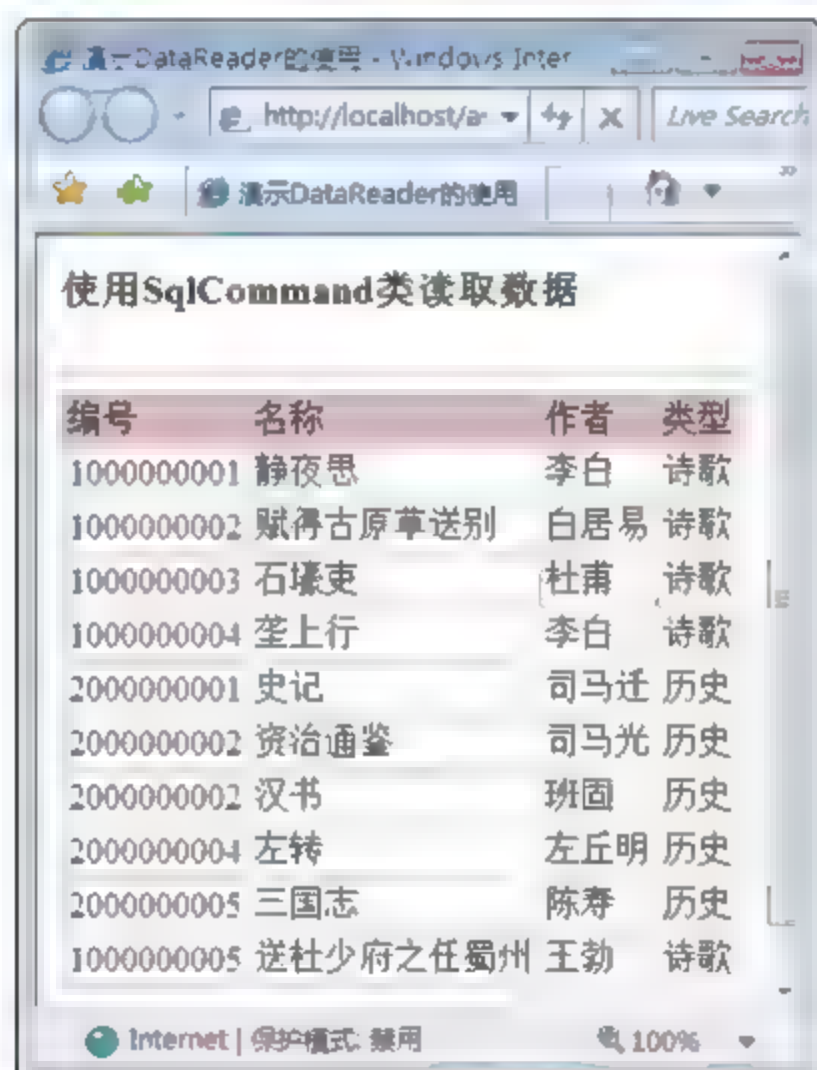 演示DataReader的使用 - Windows Inter
http://localhost/a
Live Search
演示DataReader的使用
使用SqlCommand类读取数据
编号 名称 作者 类型
1000000001 静夜思 李白 诗歌
1000000002 赋得古原草送别 白居易 诗歌
1000000003 石壕吏 杜甫 诗歌
1000000004 垄上行 李白 诗歌
2000000001 史记 司马迁 历史
2000000002 资治通鉴 司马光 历史
2000000002 汉书 班固 历史
2000000004 左转 左丘明 历史
2000000005 三国志 陈寿 历史
1000000005 送杜少府之任蜀州 王勃 诗歌
Internet | 保护模式: 禁用 100%